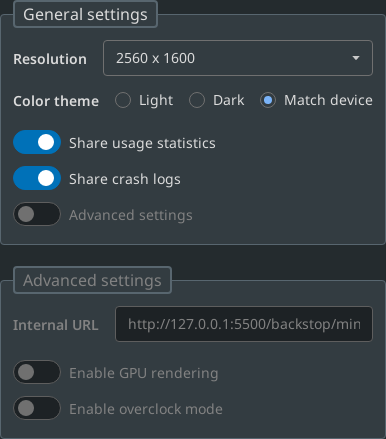 General settings
Resolution 2560 x 1600
Color theme Light Dark Match device
Share usage statistics
Share crash logs
Advanced settings
Advanced settings
Internal URL http://127.0.0.1:5500/backstop/min
Enable GPU rendering
Enable overclock mode